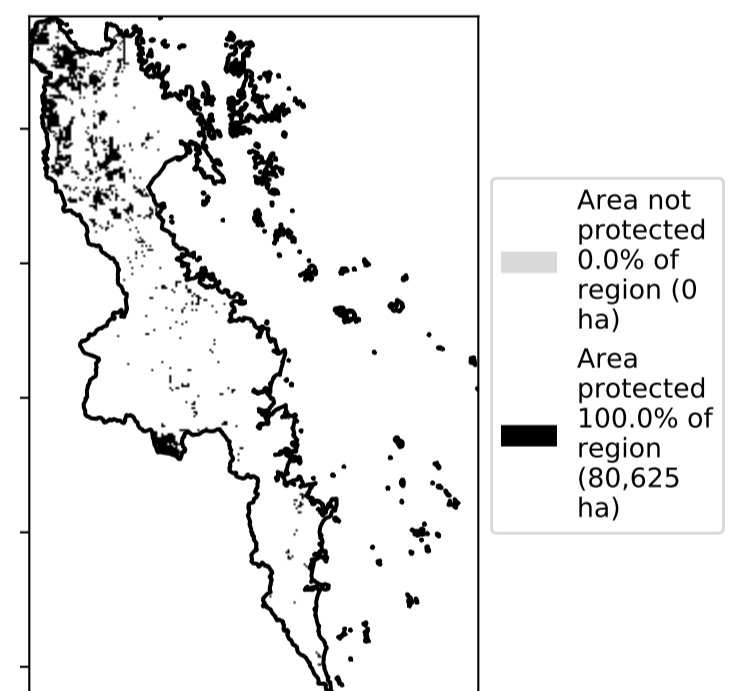 Area not
protected
0.0% of
region (0
ha)
Area
protected
100.0% of
region
(80,625
ha)